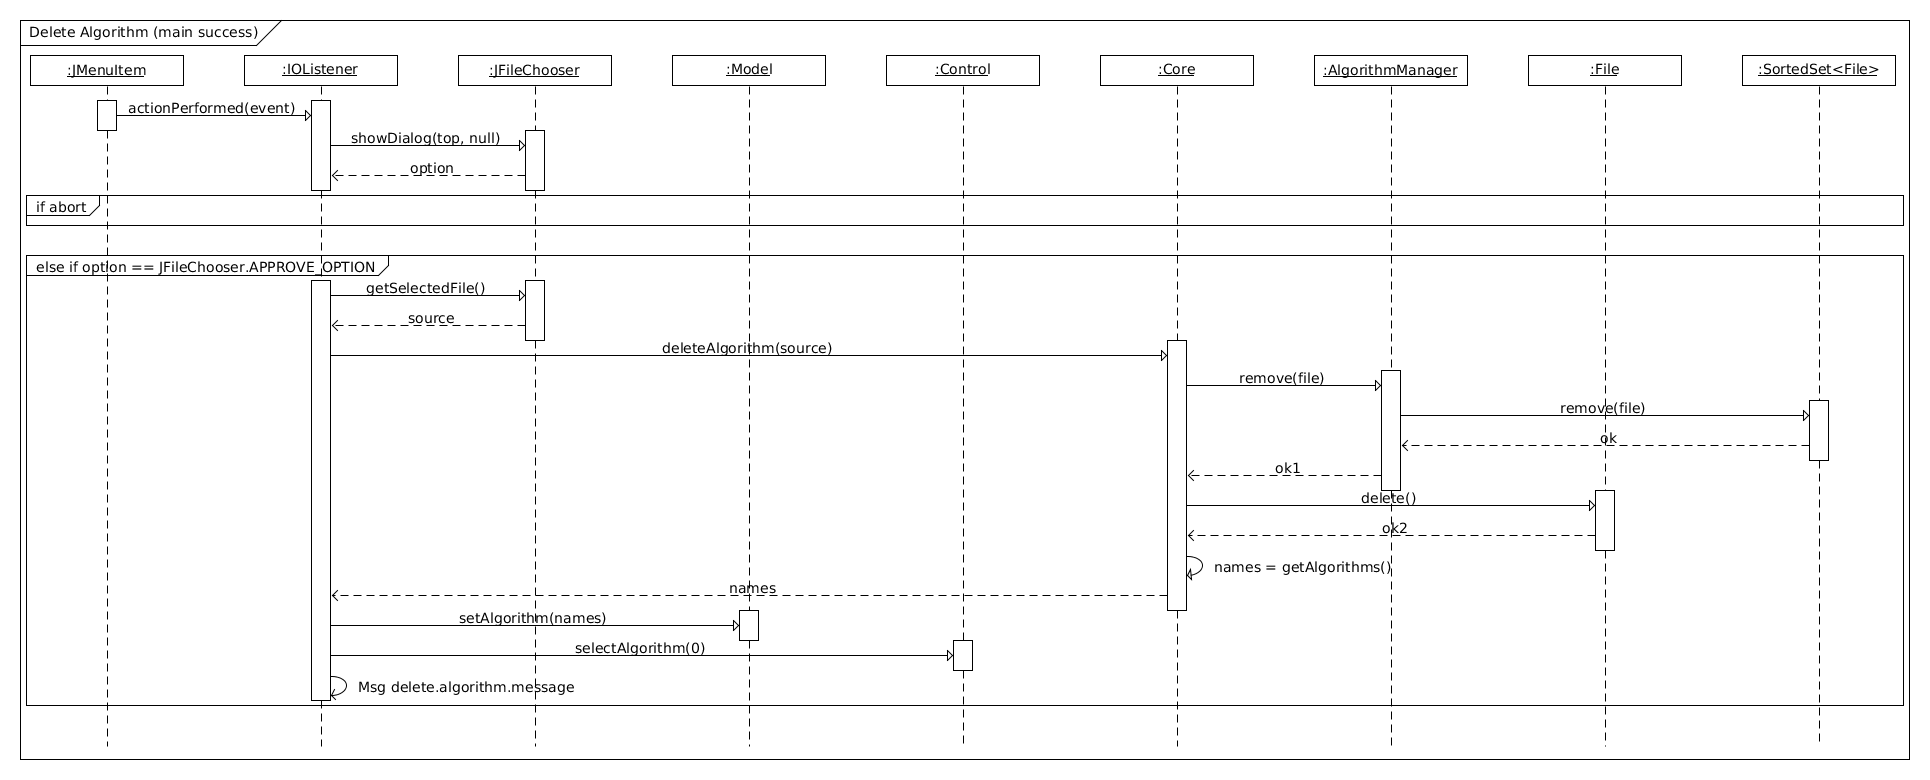 Delete Algorithm (main success)
:JMenuItem
:IOListener
:JFileChooser
:Model
:Control
:Core
:AlgorithmManager
:File
:SortedSet<File>
actionPerformed(event)
showDialog(top, null)
option
if abort
else if option == JFileChooser.APPROVE_OPTION
getSelectedFile()
source
deleteAlgorithm(source)
remove(file)
remove(file)
ok
ok1
delete()
ok2
names = getAlgorithms()
names
setAlgorithm(names)
selectAlgorithm(0)
Msg delete.algorithm.message